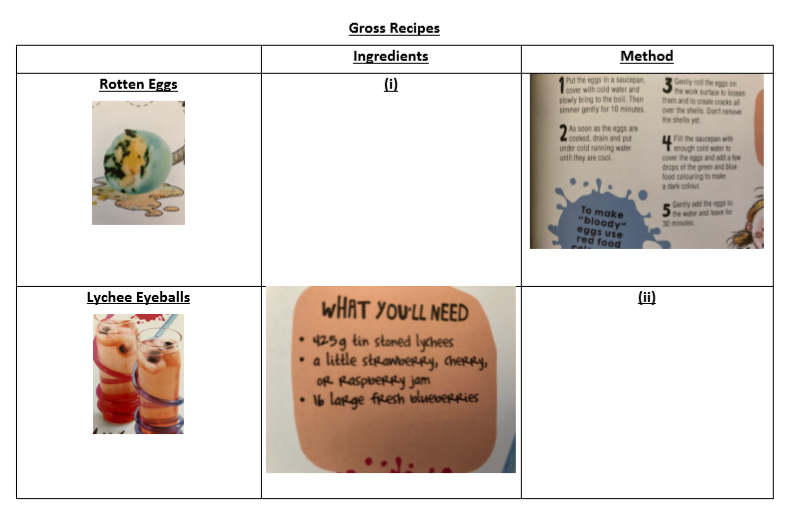 Gross Recipes
Ingredients
Method
Rotten Eggs
(i)
1 Put the eggs in a saucepan,
cover with cold water and
slowly bring to the boil. Then
simmer gently for 10 minutes.
2 As soon as the eggs are
cooked, drain and put
under cold running water
until they are cool.
To make
"bloody"
eggs use
red food
3 Gently roll the eggs on
the work surface to loosen
them and to create cracks all
over the shells. Don't remove
the shells yet.
4 Fill the saucepan with
enough cold water to
cover the eggs and add a few
drops of the green and blue
food colouring to make
a dark colour.
5 Gently add the eggs to
the water and leave for
30 minutes.
Lychee Eyeballs
WHAT YOU'LL NEED
• 425g tin stoned lychees
• a little strawberry, cherry,
or raspberry jam
• 16 large fresh blueberries
(ii)